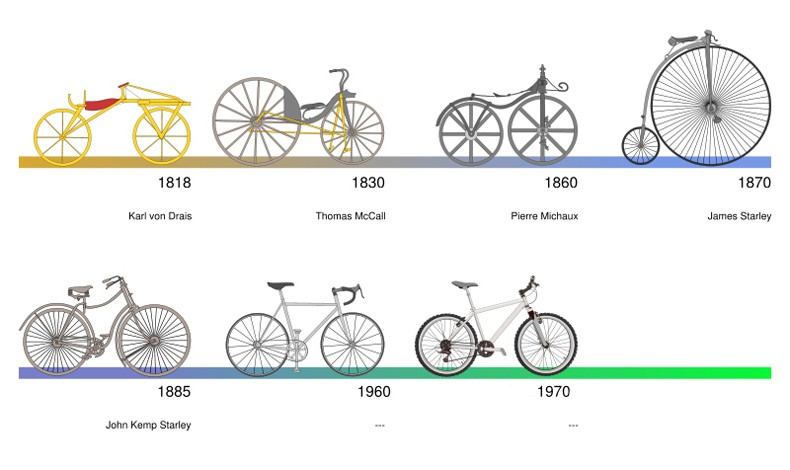 1818
1830
1860
1870
Karl von Drais
Thomas McCall
Pierre Michaux
James Starley
1885
1960
1970
John Kemp Starley
---
---